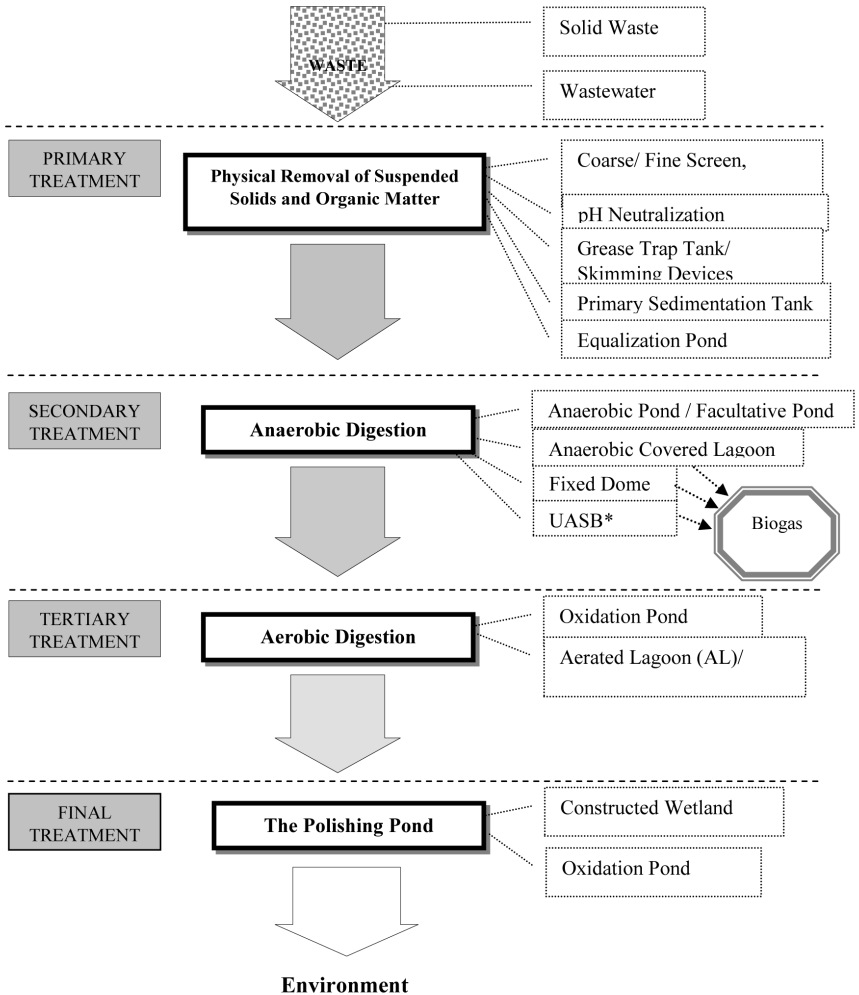 Solid Waste
WASTE
Wastewater
PRIMARY
TREATMENT
Physical Removal of Suspended
Solids and Organic Matter
Coarse/ Fine Screen,
pH Neutralization
Grease Trap Tank/
Skimming Devices
Primary Sedimentation Tank
Equalization Pond
SECONDARY
TREATMENT
Anaerobic Digestion
Anaerobic Pond / Facultative Pond
Anaerobic Covered Lagoon
Fixed Dome
UASB*
Biogas
TERTIARY
TREATMENT
Aerobic Digestion
Oxidation Pond
Aerated Lagoon (AL)/
FINAL
TREATMENT
The Polishing Pond
Constructed Wetland
Oxidation Pond
Environment